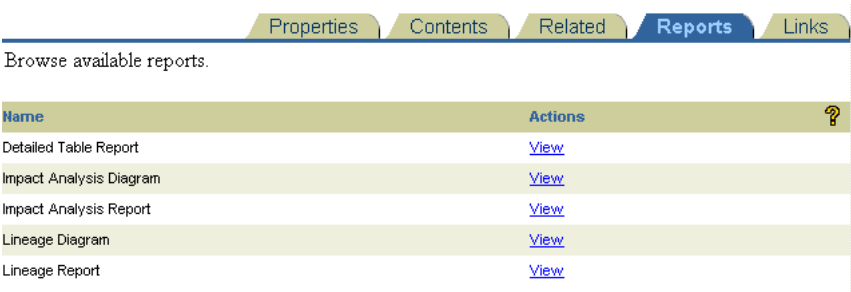 Properties Contents Related Reports Links
Browse available reports.
Name Actions ?
Detailed Table Report View
Impact Analysis Diagram View
Impact Analysis Report View
Lineage Diagram View
Lineage Report View